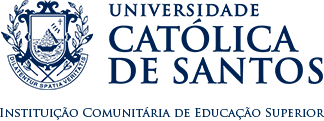 UNIVERSIDADE
CATÓLICA
DE SANTOS
INSTITUIÇÃO COMUNITÁRIA DE EDUCAÇÃO SUPERIOR